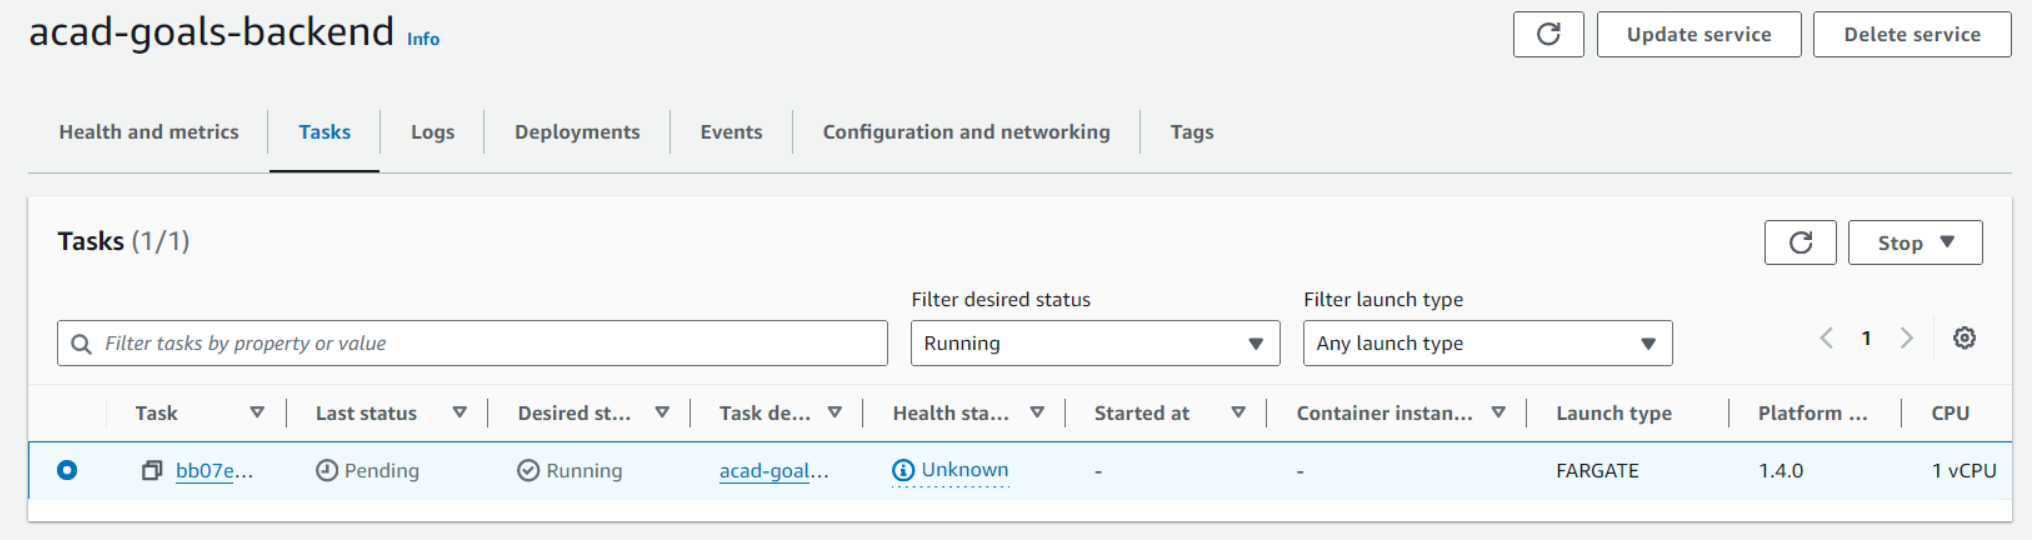 acad-goals-backend Info
Update service
Delete service
Health and metrics
Tasks
Logs
Deployments
Events
Configuration and networking
Tags
Tasks (1/1)
Stop
Filter desired status
Filter launch type
Filter tasks by property or value
Running
Any launch type
1
Task Last status Desired st... Task de... Health sta... Started at Container instan... Launch type Platform ... CPU
bb07e... Pending Running acad-goal... Unknown - - FARGATE 1.4.0 1 vCPU